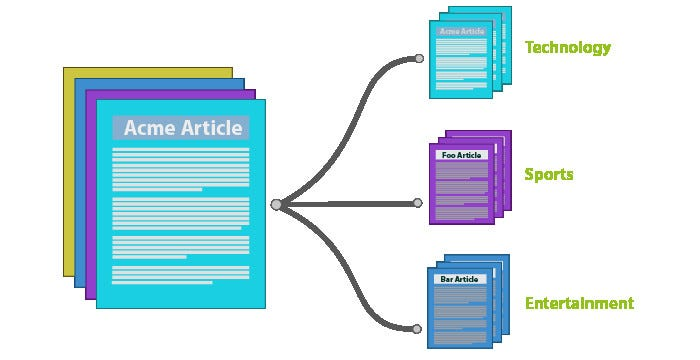 Acme Article
Acme Article
Technology
Foo Article
Sports
Bar Article
Entertainment